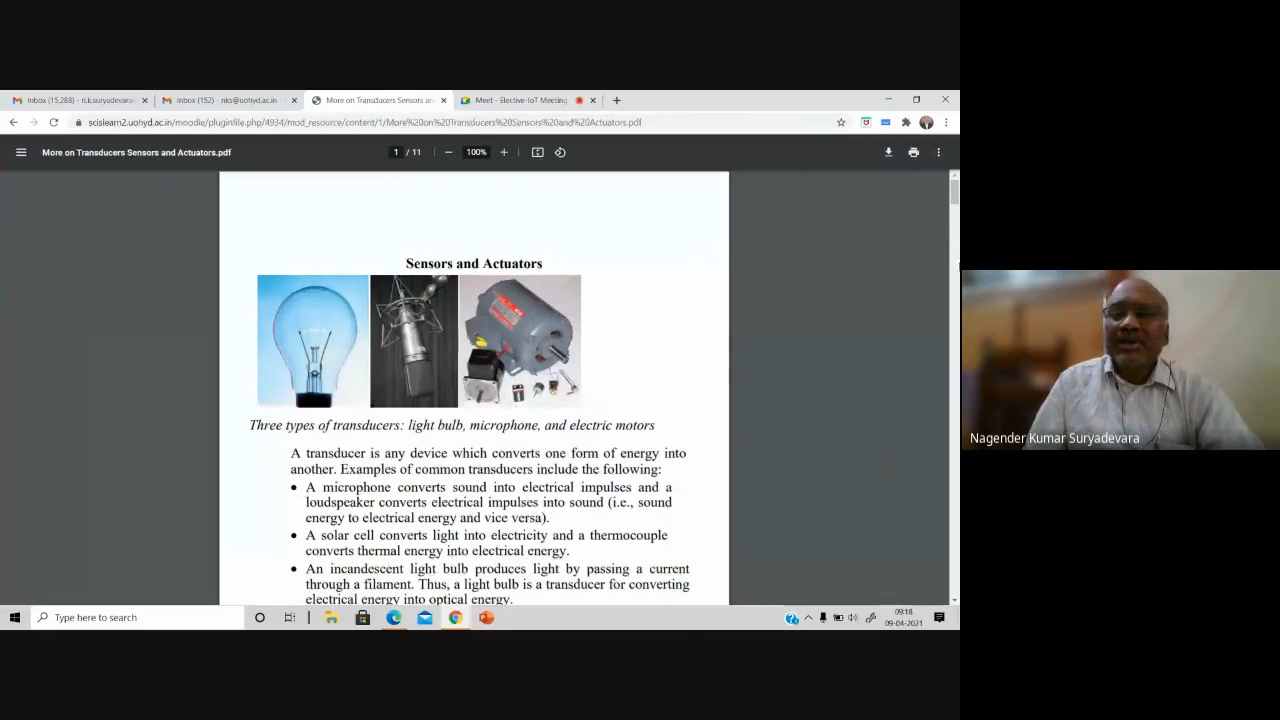 Inbox (15,288) - n.k.suryadevara
Inbox (152) - nks@uohyd.ac.in -
More on Transducers Sensors an
Meet - Elective-IoT Meeting
scislearn2.uohyd.ac.in/moodle/pluginfile.php/4934/mod_resource/content/1/More%20on%20Transducers%20Sensors%20and%20Actuators.pdf
More on Transducers Sensors and Actuators.pdf
1 / 11
100%
Sensors and Actuators
Three types of transducers: light bulb, microphone, and electric motors
A transducer is any device which converts one form of energy into
another. Examples of common transducers include the following:
• A microphone converts sound into electrical impulses and a
loudspeaker converts electrical impulses into sound (i.e., sound
energy to electrical energy and vice versa).
• A solar cell converts light into electricity and a thermocouple
converts thermal energy into electrical energy.
• An incandescent light bulb produces light by passing a current
through a filament. Thus, a light bulb is a transducer for converting
electrical energy into optical energy.
Nagender Kumar Suryadevara
Type here to search
09:18
09-04-2021